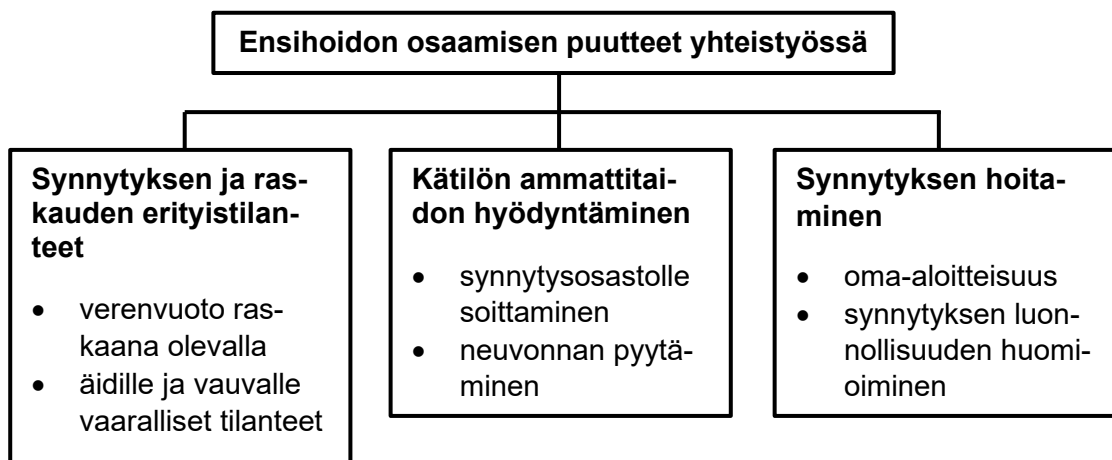 Ensihoidon osaamisen puutteet yhteistyössä
Synnytyksen ja ras-
kauden erityistilan-
teet
• verenvuoto ras-
kaana olevalla
• äidille ja vauvalle
vaaralliset tilanteet
Kätilön ammattitai-
don hyödyntäminen
• synnytysosastolle
soittaminen
• neuvonnan pyytä-
minen
Synnytyksen hoita-
minen
• oma-aloitteisuus
• synnytyksen luon-
nollisuuden huomi-
oiminen